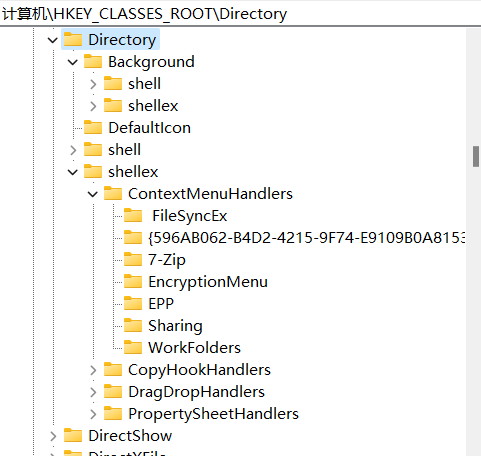 计算机\HKEY_CLASSES_ROOT\Directory
Directory
Background
shell
shellex
DefaultIcon
shell
shellex
ContextMenuHandlers
FileSyncEx
{596AB062-B4D2-4215-9F74-E9109B0A8153
7-Zip
EncryptionMenu
EPP
Sharing
WorkFolders
CopyHookHandlers
DragDropHandlers
PropertySheetHandlers
DirectShow
DirectXFile